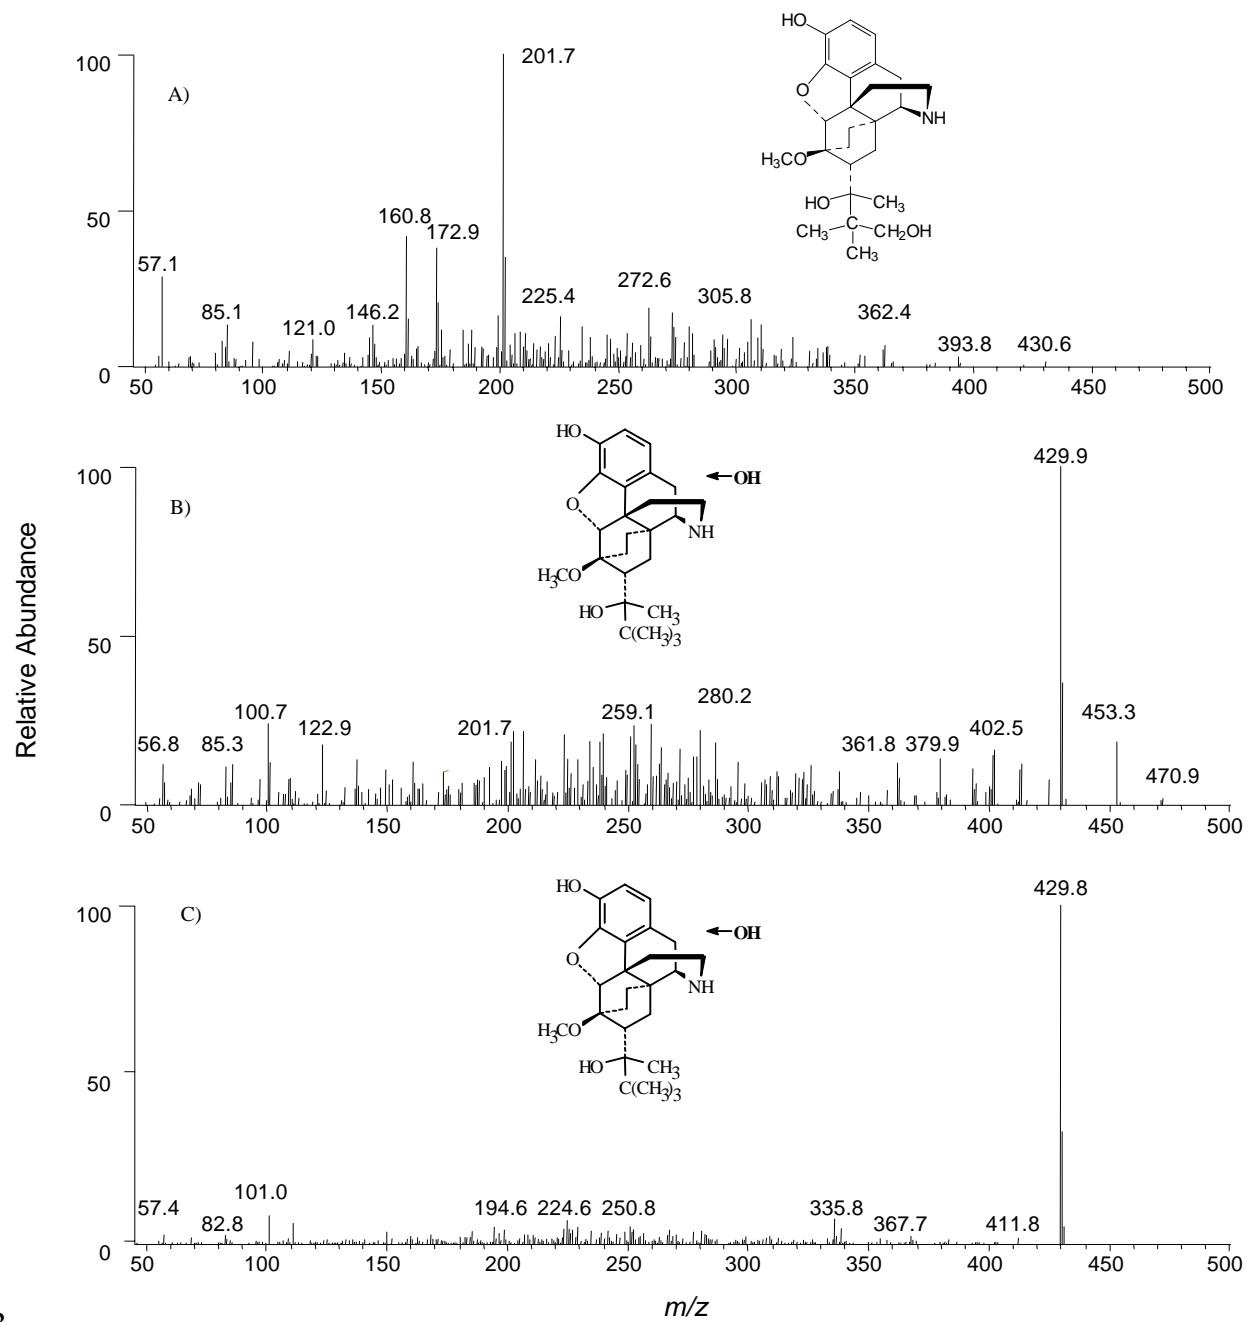 HO
100
A)
201.7
O
NH
H₃CO
HO
CH₃
C
CH₃
CH₂OH
CH₃
50
160.8
172.9
57.1
85.1
121.0
146.2
225.4
272.6
305.8
362.4
393.8
430.6
0
50 100 150 200 250 300 350 400 450 500
HO
OH
100
B)
429.9
O
NH
H₃CO
HO
CH₃
C(CH₃)₃
Relative Abundance
50
56.8
85.3
100.7
122.9
201.7
259.1
280.2
361.8
379.9
402.5
453.3
470.9
0
50 100 150 200 250 300 350 400 450 500
HO
OH
100
C)
429.8
O
NH
H₃CO
HO
CH₃
C(CH₃)₃
50
57.4
82.8
101.0
194.6
224.6
250.8
335.8
367.7
411.8
0
50 100 150 200 250 300 350 400 450 500
m/z